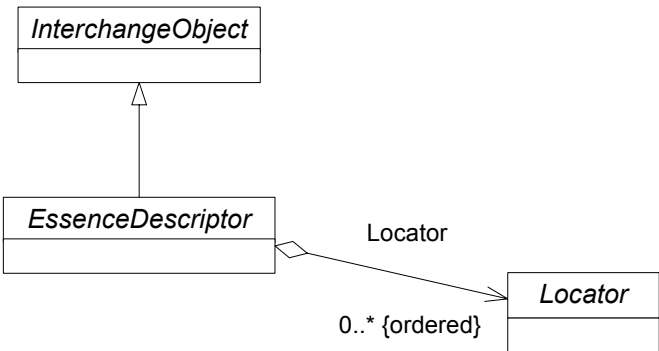 InterchangeObject
EssenceDescriptor
Locator
Locator
0..* {ordered}